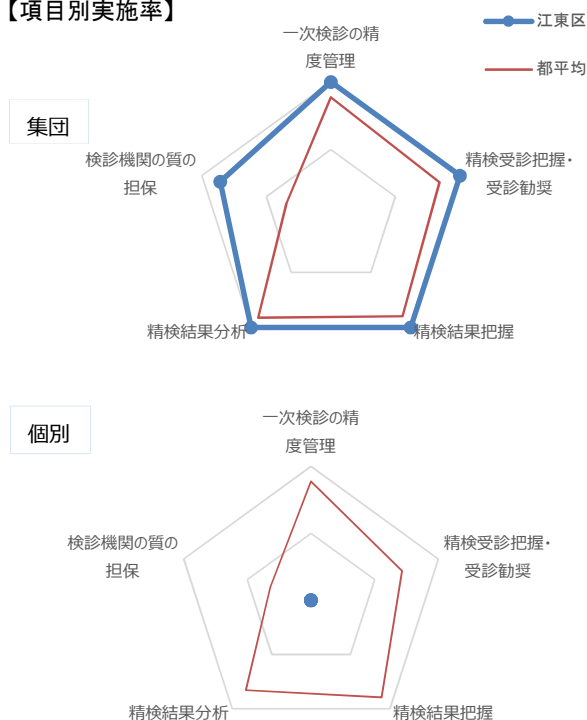 【項目別実施率】
江東区
都平均
集団
一次検診の精
度管理
精検受診把握・
受診勧奨
精検結果把握
精検結果分析
検診機関の質の
担保
個別
一次検診の精
度管理
精検受診把握・
受診勧奨
精検結果把握
精検結果分析
検診機関の質の
担保